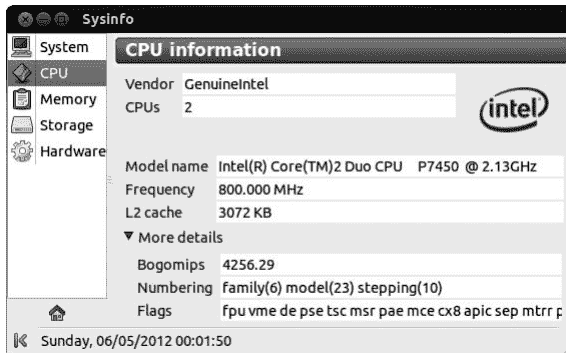 Sysinfo
System
CPU
Memory
Storage
Hardware
CPU information
Vendor GenuineIntel
CPUs 2
intel
Model name Intel(R) Core(TM)2 Duo CPU P7450 @ 2.13GHz
Frequency 800.000 MHz
L2 cache 3072 KB
More details
Bogomips 4256.29
Numbering family(6) model(23) stepping(10)
Flags fpu vme de pse tsc msr pae mce cx8 apic sep mtrr p
Sunday, 06/05/2012 00:01:50